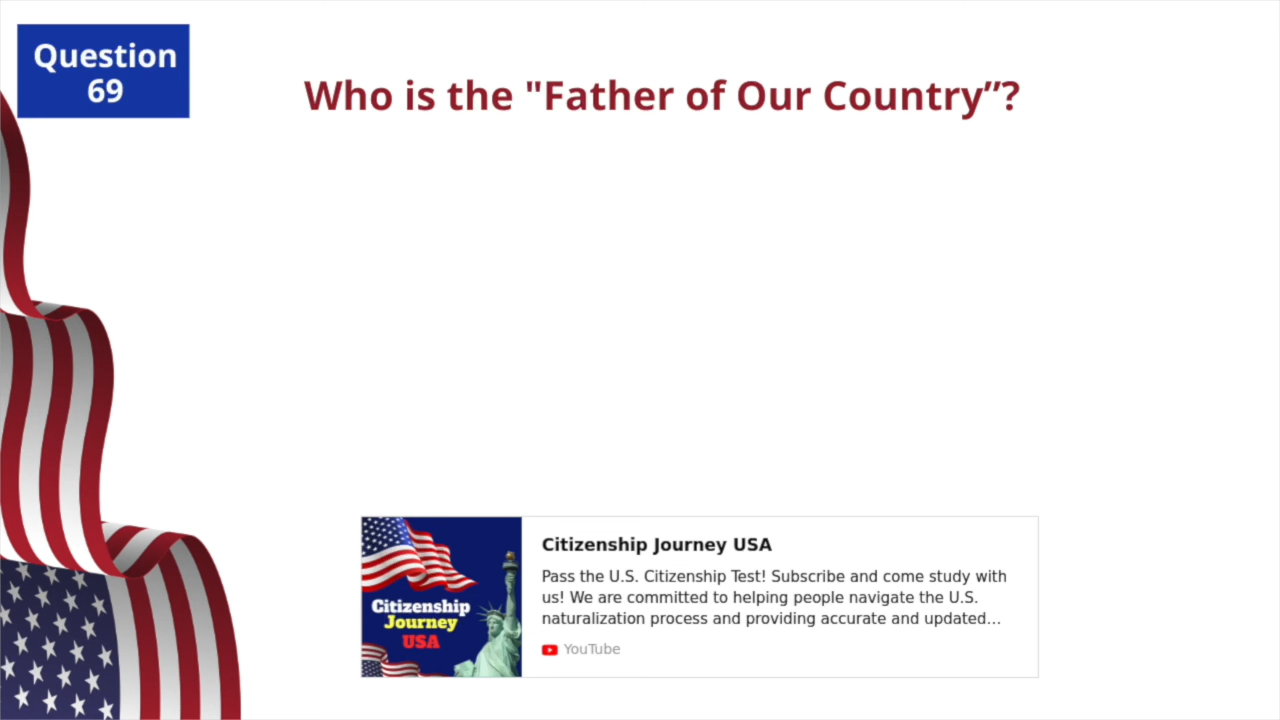 Question
69
Who is the "Father of Our Country”?
Citizenship
Journey
USA
Citizenship Journey USA
Pass the U.S. Citizenship Test! Subscribe and come study with
us! We are committed to helping people navigate the U.S.
naturalization process and providing accurate and updated...
YouTube